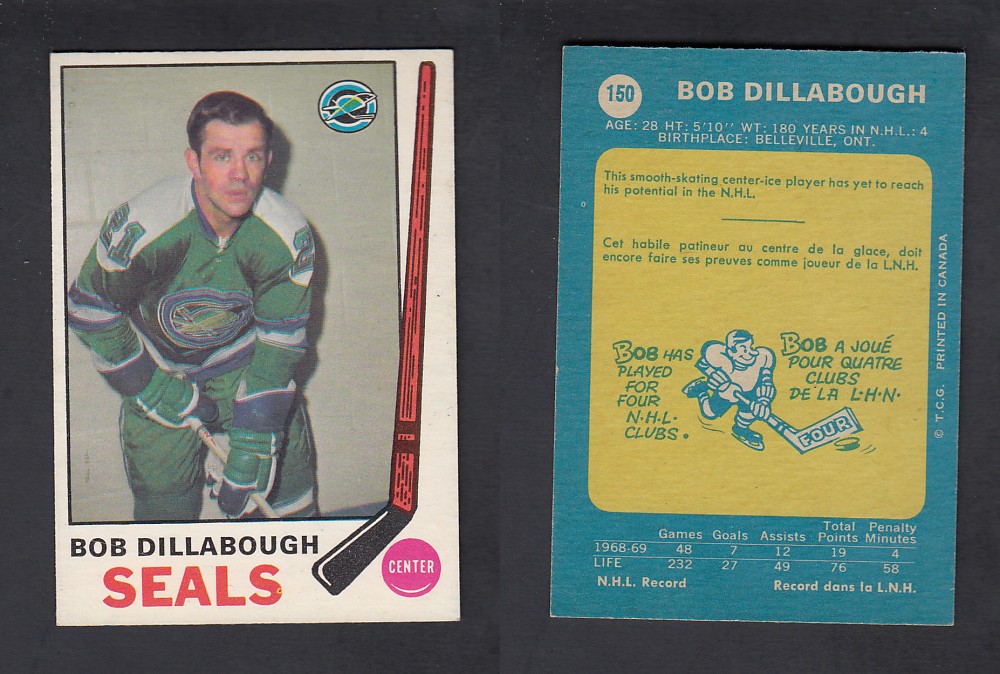 21
BOB DILLABOUGH
SEALS
CENTER
150
BOB DILLABOUGH
AGE: 28 HT: 5'10'' WT: 180 YEARS IN N.H.L.: 4
BIRTHPLACE: BELLEVILLE, ONT.
This smooth-skating center-ice player has yet to reach
his potential in the N.H.L.
Cet habile patineur au centre de la glace, doit
encore faire ses preuves comme joueur de la L.N.H.
BOB HAS
PLAYED
FOR
FOUR
N·H·L·
CLUBS.
BOB A JOUÉ
POUR QUATRE
CLUBS
DE LA L·H·N·
FOUR
© T.C.G. PRINTED IN CANADA
Games Goals Assists Total Points Penalty Minutes
1968-69 48 7 12 19 4
LIFE 232 27 49 76 58
N.H.L. Record Record dans la L.N.H.